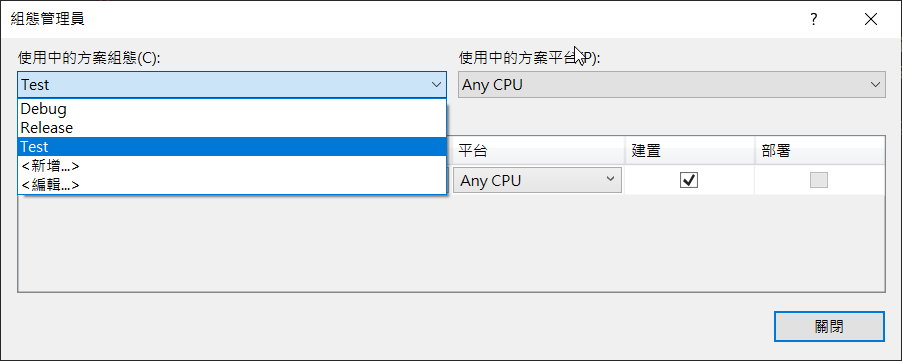 組態管理員
使用中的方案組態(C):
使用中的方案平台(P):
Test
Any CPU
Debug
Release
Test
<新增...>
<編輯...>
平台
建置
部署
Any CPU
關閉